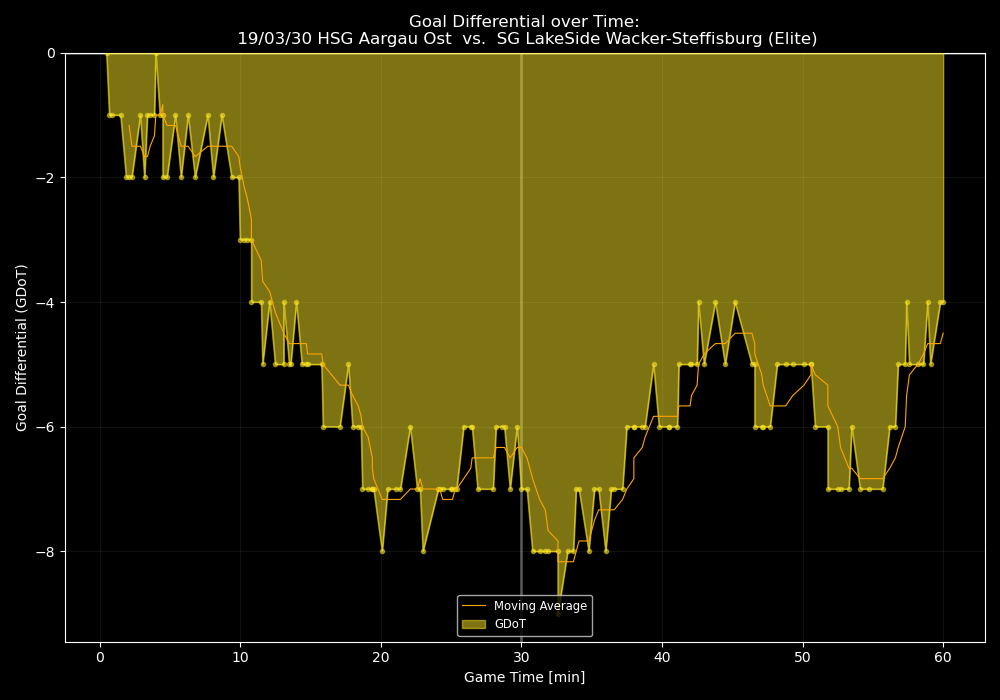 Goal Differential over Time:
19/03/30 HSG Aargau Ost  vs.  SG LakeSide Wacker-Steffisburg (Elite)
0
−2
−4
−6
−8
Goal Differential (GDoT)
Moving Average
GDoT
0 10 20 30 40 50 60
Game Time [min]